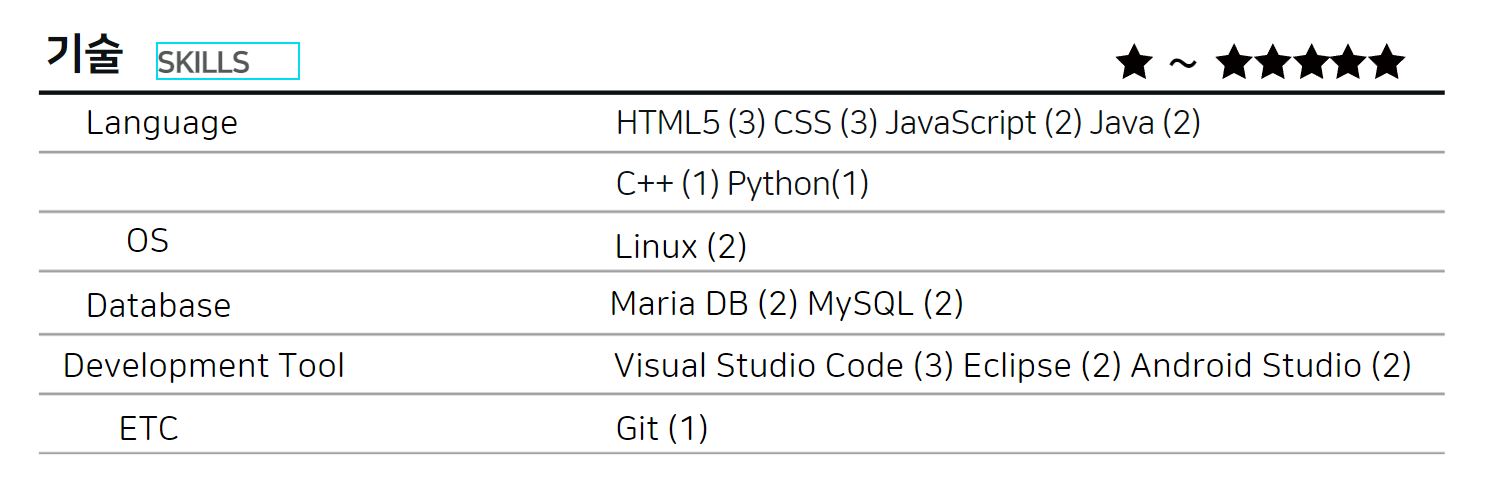 기술 SKILLS ★ ~ ★★★★★
Language HTML5 (3) CSS (3) JavaScript (2) Java (2)
C++ (1) Python(1)
OS Linux (2)
Database Maria DB (2) MySQL (2)
Development Tool Visual Studio Code (3) Eclipse (2) Android Studio (2)
ETC Git (1)